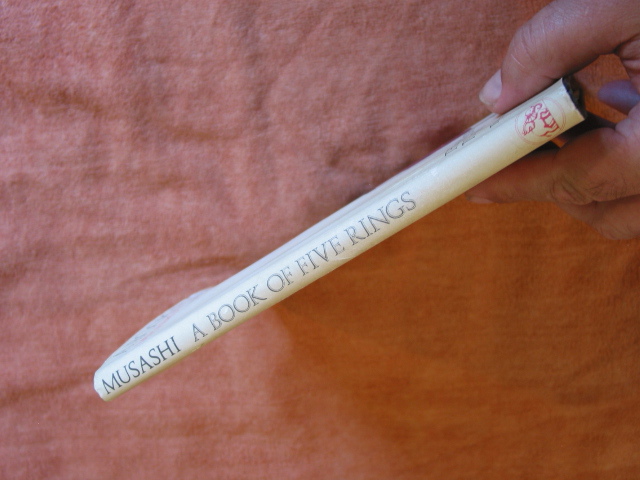 MUSASHI A BOOK OF FIVE RINGS